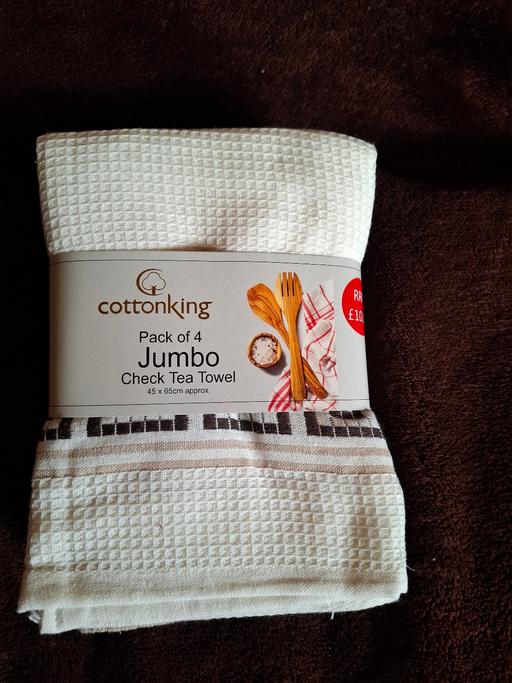 cottonking
Pack of 4
Jumbo
Check Tea Towel
45 x 65cm approx.